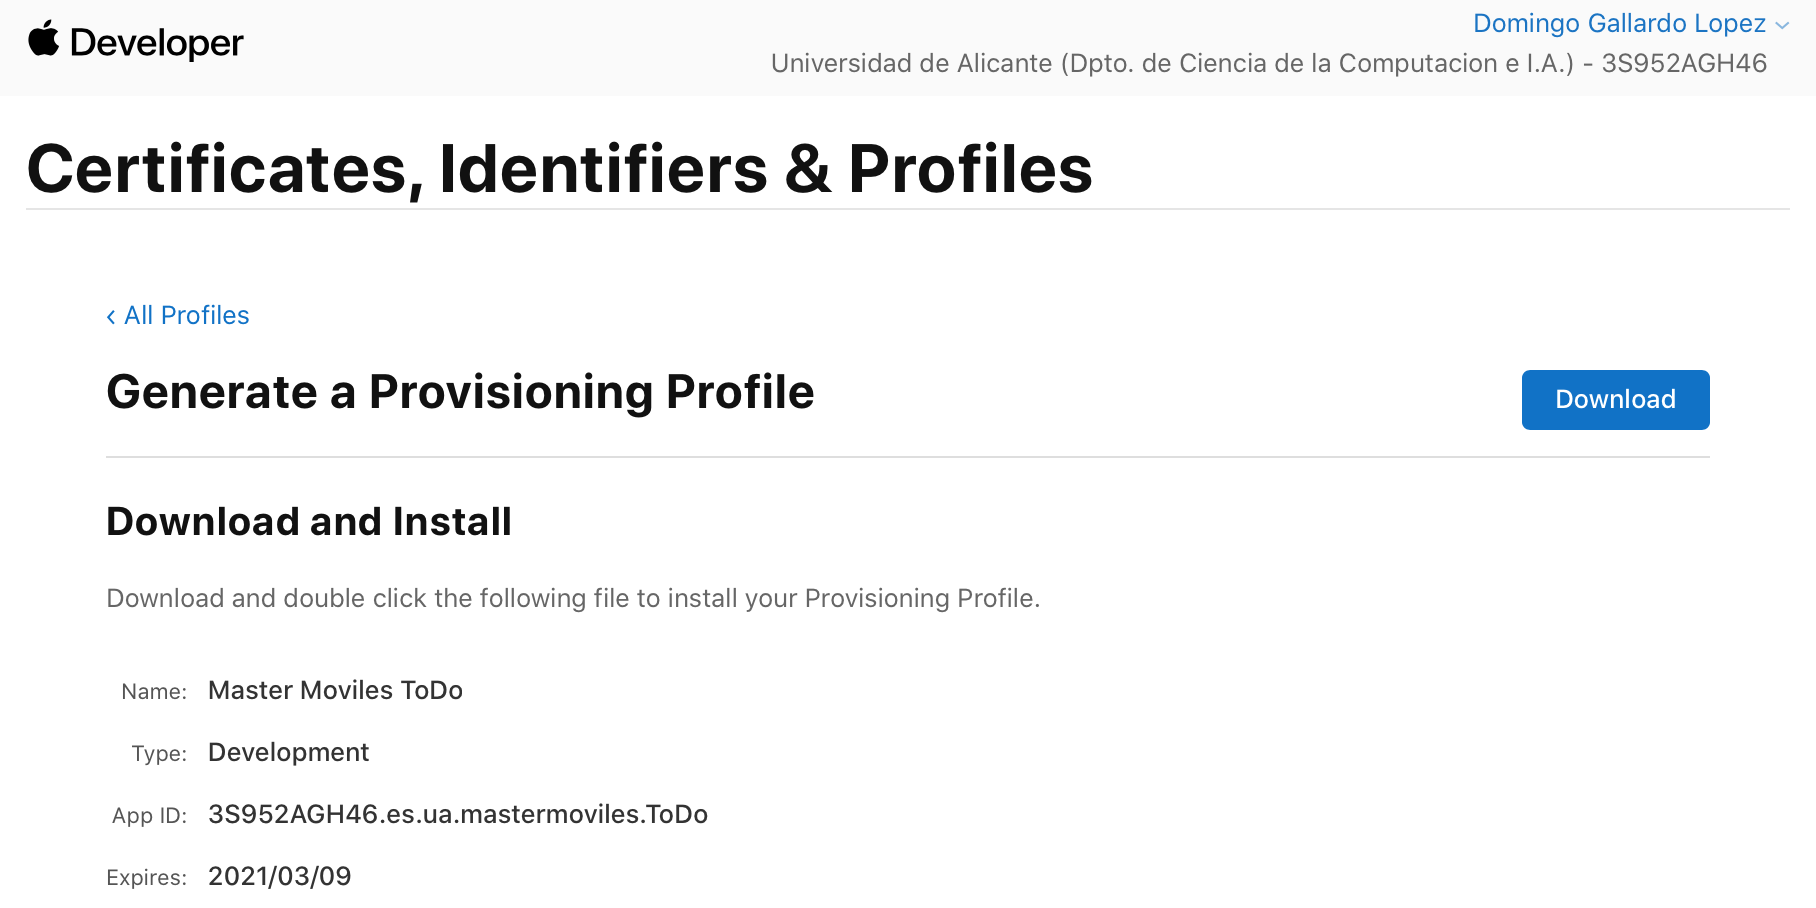 Developer
Domingo Gallardo Lopez
Universidad de Alicante (Dpto. de Ciencia de la Computacion e I.A.) - 3S952AGH46
Certificates, Identifiers & Profiles
‹ All Profiles
Generate a Provisioning Profile
Download
Download and Install
Download and double click the following file to install your Provisioning Profile.
Name: Master Moviles ToDo
Type: Development
App ID: 3S952AGH46.es.ua.mastermoviles.ToDo
Expires: 2021/03/09